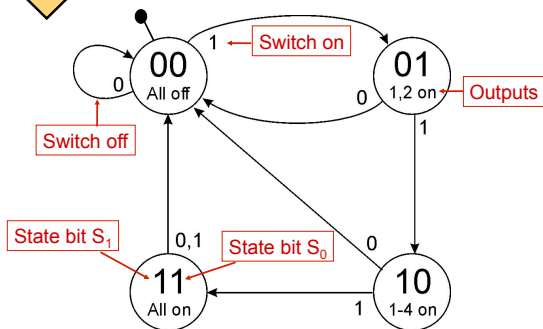 00
All off
0
1
Switch on
01
1,2 on
Outputs
0
1
Switch off
State bit S₁
0,1
State bit S₀
0
11
All on
1
10
1-4 on